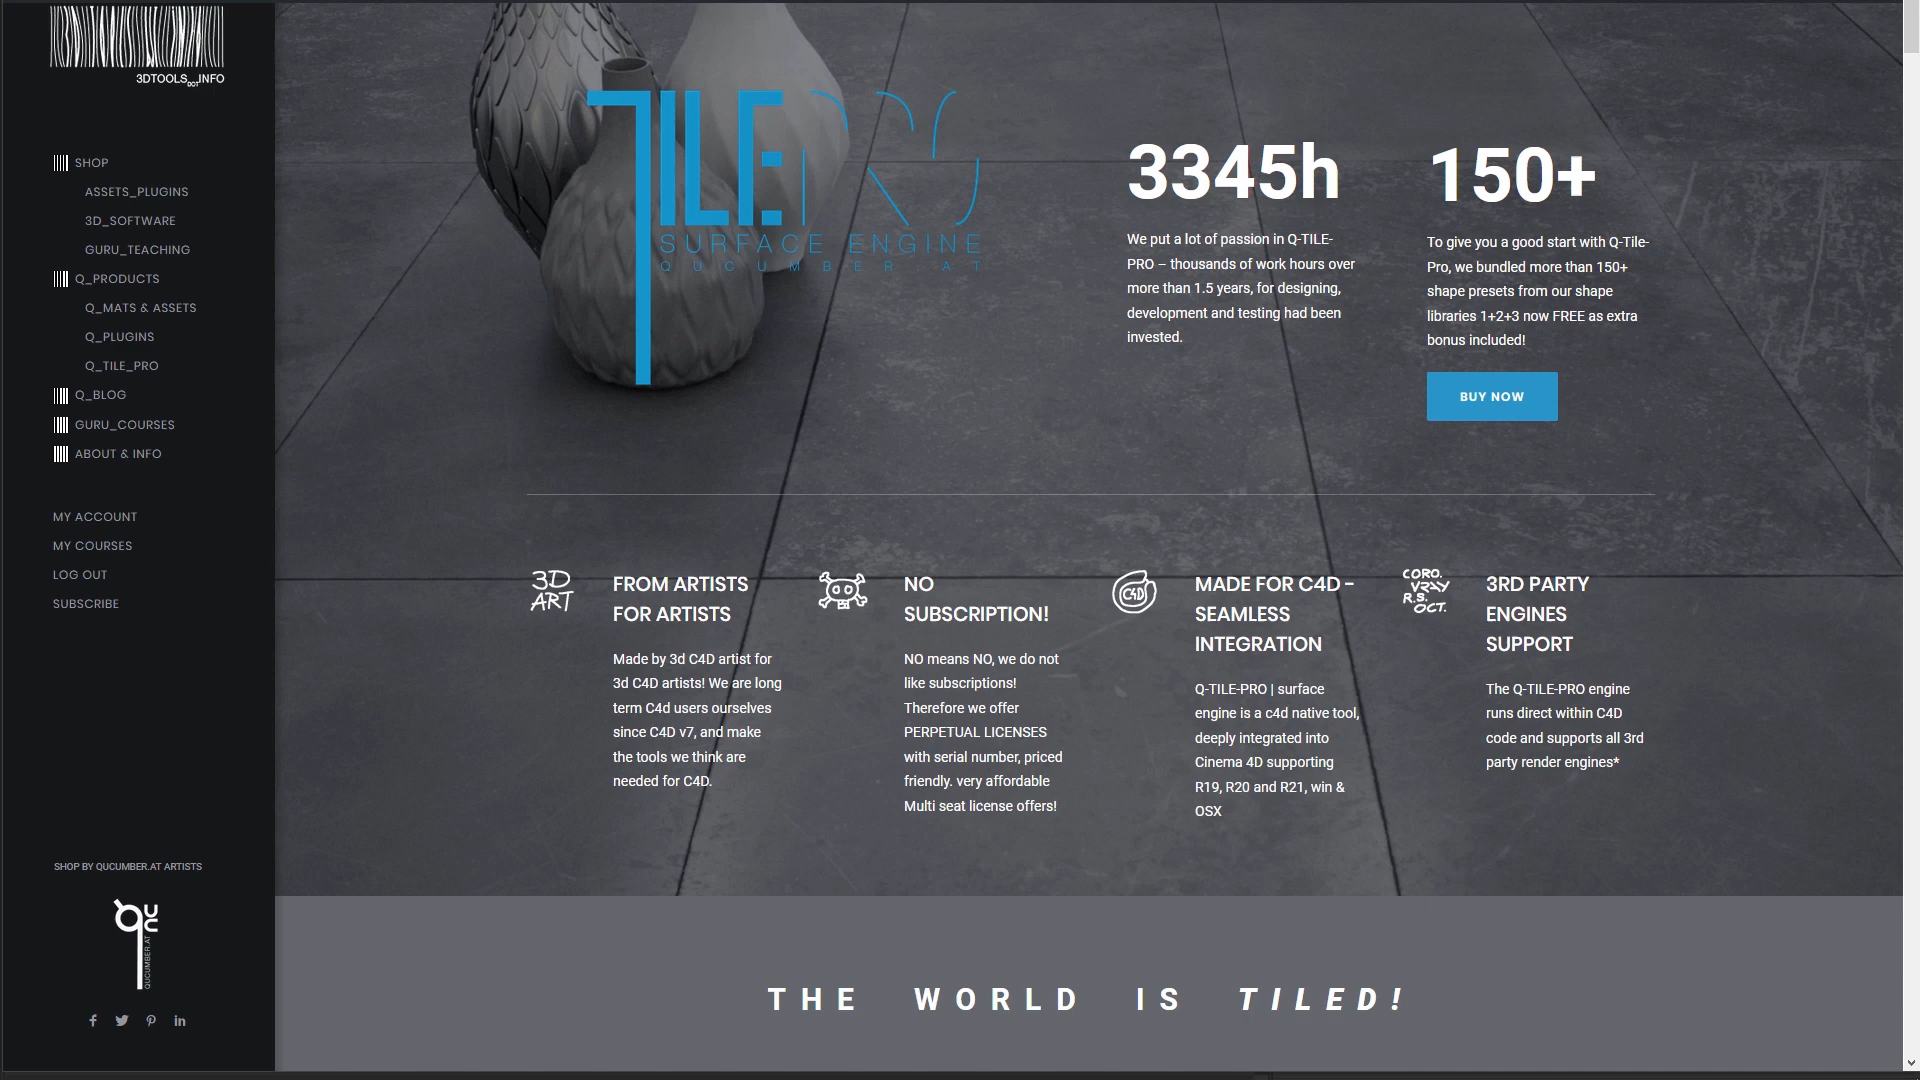 3DTOOLSDOTINFO
SHOP
ASSETS_PLUGINS
3D_SOFTWARE
GURU_TEACHING
Q_PRODUCTS
Q_MATS & ASSETS
Q_PLUGINS
Q_TILE_PRO
Q_BLOG
GURU_COURSES
ABOUT & INFO
MY ACCOUNT
MY COURSES
LOG OUT
SUBSCRIBE
SHOP BY QUCUMBER.AT ARTISTS
QUC
QUCUMBER.AT
TILE PRO
SURFACE ENGINE
QUCUMBER AT
3345h
We put a lot of passion in Q-TILE-
PRO – thousands of work hours over
more than 1.5 years, for designing,
development and testing had been
invested.
150+
To give you a good start with Q-Tile-
Pro, we bundled more than 150+
shape presets from our shape
libraries 1+2+3 now FREE as extra
bonus included!
BUY NOW
3D
ART
FROM ARTISTS
FOR ARTISTS
Made by 3d C4D artist for
3d C4D artists! We are long
term C4d users ourselves
since C4D v7, and make
the tools we think are
needed for C4D.
NO
SUBSCRIPTION!
NO means NO, we do not
like subscriptions!
Therefore we offer
PERPETUAL LICENSES
with serial number, priced
friendly. very affordable
Multi seat license offers!
C4D
MADE FOR C4D -
SEAMLESS
INTEGRATION
Q-TILE-PRO | surface
engine is a c4d native tool,
deeply integrated into
Cinema 4D supporting
R19, R20 and R21, win &
OSX
CORO.
VRAY
R.S.
OCT.
3RD PARTY
ENGINES
SUPPORT
The Q-TILE-PRO engine
runs direct within C4D
code and supports all 3rd
party render engines*
THE WORLD IS TILED!